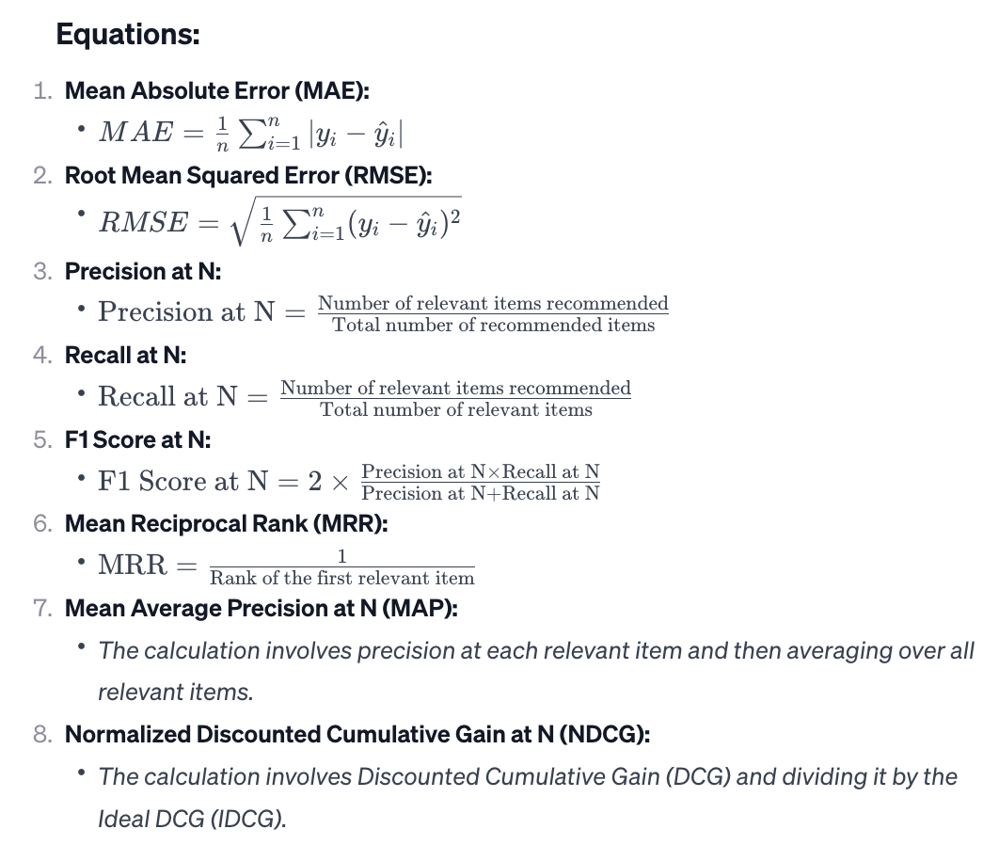 Equations:
1. Mean Absolute Error (MAE):
• $MAE = \frac{1}{n} \sum_{i=1}^{n} |y_i - \hat{y}_i|$
2. Root Mean Squared Error (RMSE):
• $RMSE = \sqrt{\frac{1}{n} \sum_{i=1}^{n} (y_i - \hat{y}_i)^2}$
3. Precision at N:
• $\text{Precision at N} = \frac{\text{Number of relevant items recommended}}{\text{Total number of recommended items}}$
4. Recall at N:
• $\text{Recall at N} = \frac{\text{Number of relevant items recommended}}{\text{Total number of relevant items}}$
5. F1 Score at N:
• $\text{F1 Score at N} = 2 \times \frac{\text{Precision at N} \times \text{Recall at N}}{\text{Precision at N} + \text{Recall at N}}$
6. Mean Reciprocal Rank (MRR):
• $\text{MRR} = \frac{1}{\text{Rank of the first relevant item}}$
7. Mean Average Precision at N (MAP):
• The calculation involves precision at each relevant item and then averaging over all
relevant items.
8. Normalized Discounted Cumulative Gain at N (NDCG):
• The calculation involves Discounted Cumulative Gain (DCG) and dividing it by the
Ideal DCG (IDCG).